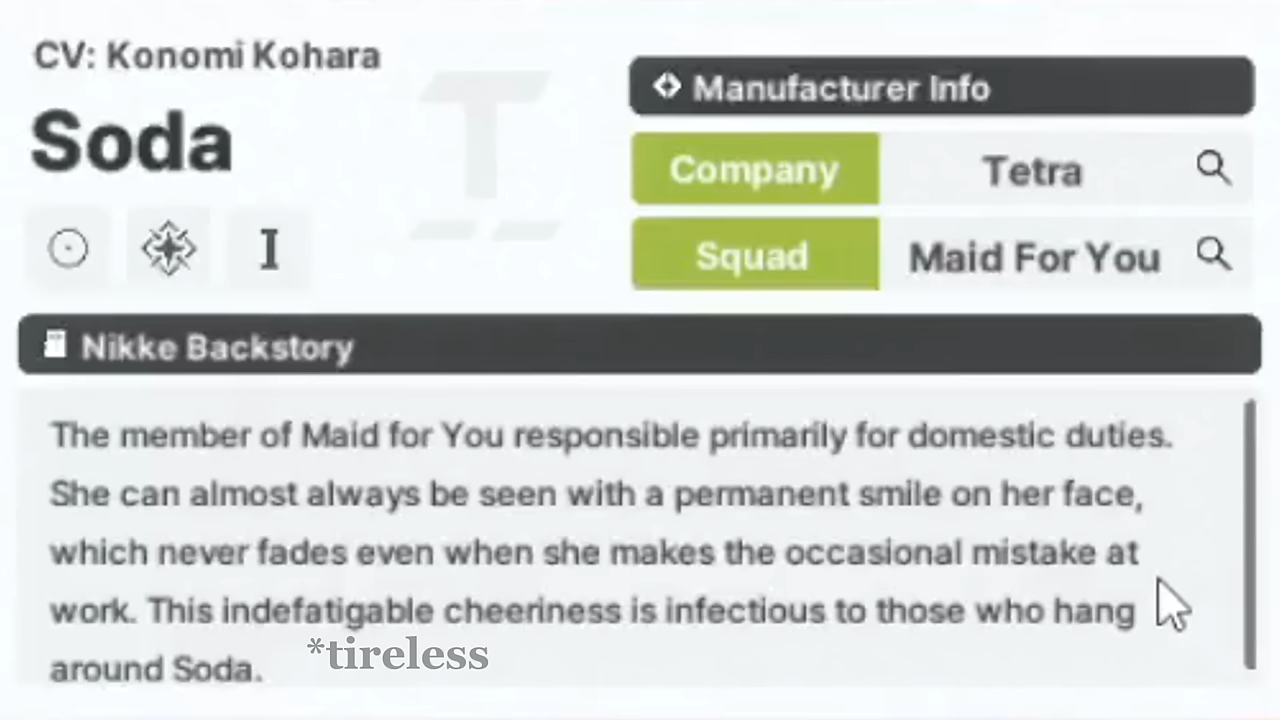 CV: Konomi Kohara
Soda
T
I
Manufacturer Info
Company Tetra
Squad Maid For You
Nikke Backstory
The member of Maid for You responsible primarily for domestic duties.
She can almost always be seen with a permanent smile on her face,
which never fades even when she makes the occasional mistake at
work. This indefatigable cheeriness is infectious to those who hang
around Soda.
*tireless